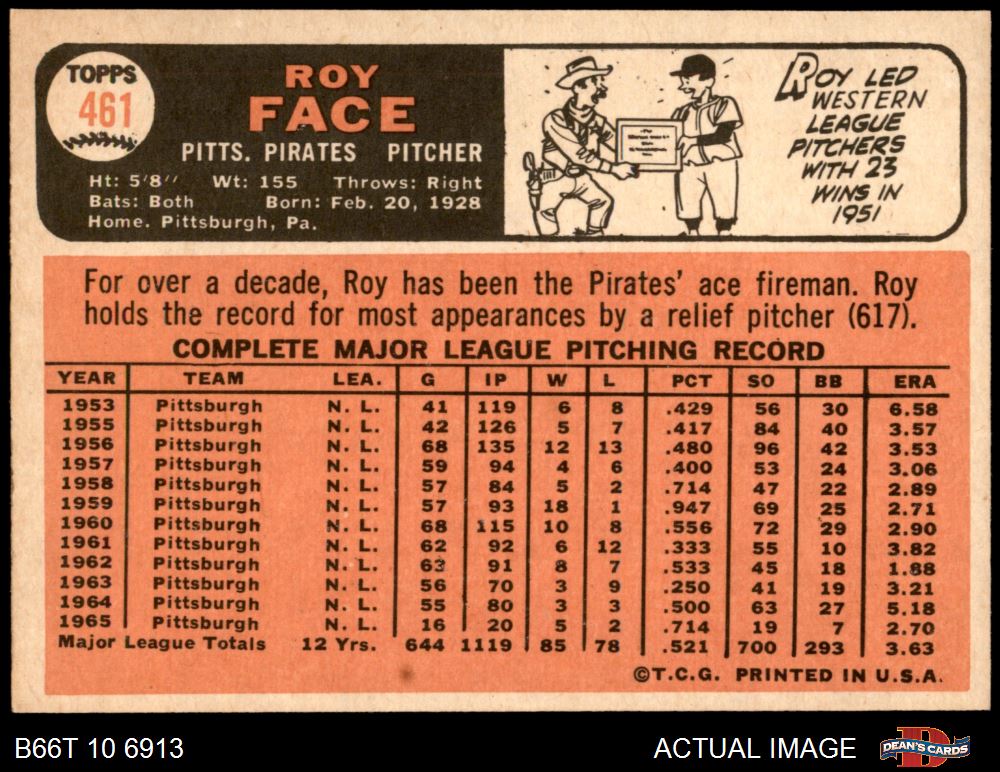 TOPPS
461
ROY
FACE
PITTS. PIRATES PITCHER
Ht: 5'8'' Wt: 155 Throws: Right
Bats: Both Born: Feb. 20, 1928
Home. Pittsburgh, Pa.
ROY LED
WESTERN
LEAGUE
PITCHERS
WITH 23
WINS IN
1951
For over a decade, Roy has been the Pirates' ace fireman. Roy
holds the record for most appearances by a relief pitcher (617).
COMPLETE MAJOR LEAGUE PITCHING RECORD
YEAR TEAM LEA. G IP W L PCT SO BB ERA
1953 Pittsburgh N. L. 41 119 6 8 .429 56 30 6.58
1955 Pittsburgh N. L. 42 126 5 7 .417 84 40 3.57
1956 Pittsburgh N. L. 68 135 12 13 .480 96 42 3.53
1957 Pittsburgh N. L. 59 94 4 6 .400 53 24 3.06
1958 Pittsburgh N. L. 57 84 5 2 .714 47 22 2.89
1959 Pittsburgh N. L. 57 93 18 1 .947 69 25 2.71
1960 Pittsburgh N. L. 68 115 10 8 .556 72 29 2.90
1961 Pittsburgh N. L. 62 92 6 12 .333 55 10 3.82
1962 Pittsburgh N. L. 63 91 8 7 .533 45 18 1.88
1963 Pittsburgh N. L. 56 70 3 9 .250 41 19 3.21
1964 Pittsburgh N. L. 55 80 3 3 .500 63 27 5.18
1965 Pittsburgh N. L. 16 20 5 2 .714 19 7 2.70
Major League Totals 12 Yrs. 644 1119 85 78 .521 700 293 3.63
©T.C.G. PRINTED IN U.S.A.
B66T 10 6913 ACTUAL IMAGE DEAN'S CARDS